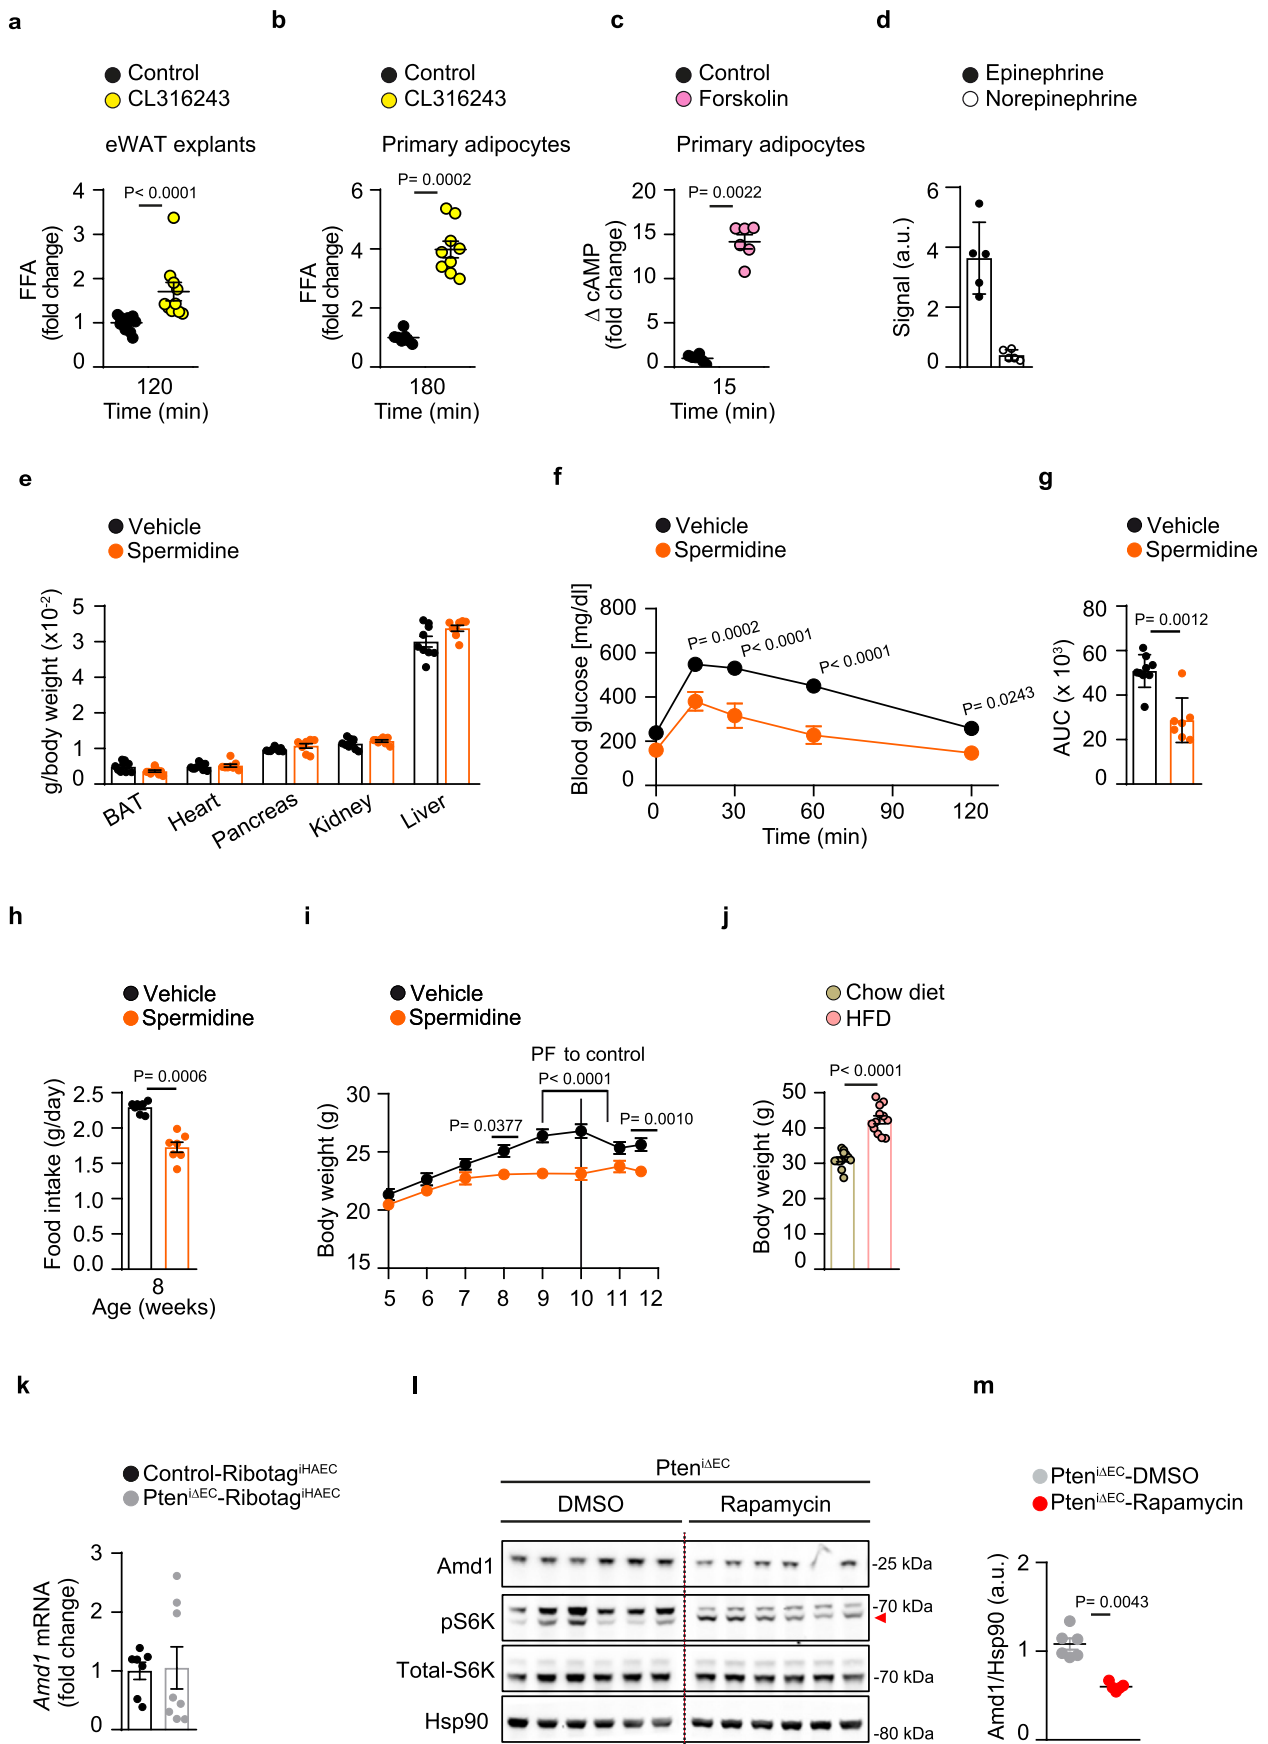 a
Control
CL316243
eWAT explants
P< 0.0001
FFA
(fold change)
4
3
2
1
0
120
Time (min)
b
Control
CL316243
Primary adipocytes
P= 0.0002
FFA
(fold change)
6
4
2
0
180
Time (min)
c
Control
Forskolin
Primary adipocytes
P= 0.0022
Δ cAMP
(fold change)
20
15
10
5
0
15
Time (min)
d
Epinephrine
Norepinephrine
Signal (a.u.)
6
4
2
0
e
Vehicle
Spermidine
g/body weight (x10-2)
5
3
4
2
1
0
BAT
Heart
Pancreas
Kidney
Liver
f
Vehicle
Spermidine
Blood glucose [mg/dl]
800
600
400
200
0
P= 0.0002
P< 0.0001
P< 0.0001
P= 0.0243
0
30
60
90
120
Time (min)
g
Vehicle
Spermidine
P= 0.0012
AUC (x 10³)
80
60
40
20
0
h
Vehicle
Spermidine
P= 0.0006
Food intake (g/day)
2.5
2.0
1.5
1.0
0.5
0.0
8
Age (weeks)
i
Vehicle
Spermidine
PF to control
P< 0.0001
P= 0.0377
P= 0.0010
Body weight (g)
30
25
20
15
5
6
7
8
9
10
11
12
j
Chow diet
HFD
P< 0.0001
Body weight (g)
50
40
30
20
10
0
k
Control-RibotagiHAEC
PteniΔEC-RibotagiHAEC
Amd1 mRNA
(fold change)
3
2
1
0
l
PteniΔEC
DMSO
Rapamycin
Amd1
-25 kDa
pS6K
-70 kDa
Total-S6K
-70 kDa
Hsp90
-80 kDa
m
PteniΔEC-DMSO
PteniΔEC-Rapamycin
P= 0.0043
Amd1/Hsp90 (a.u.)
2
1
0